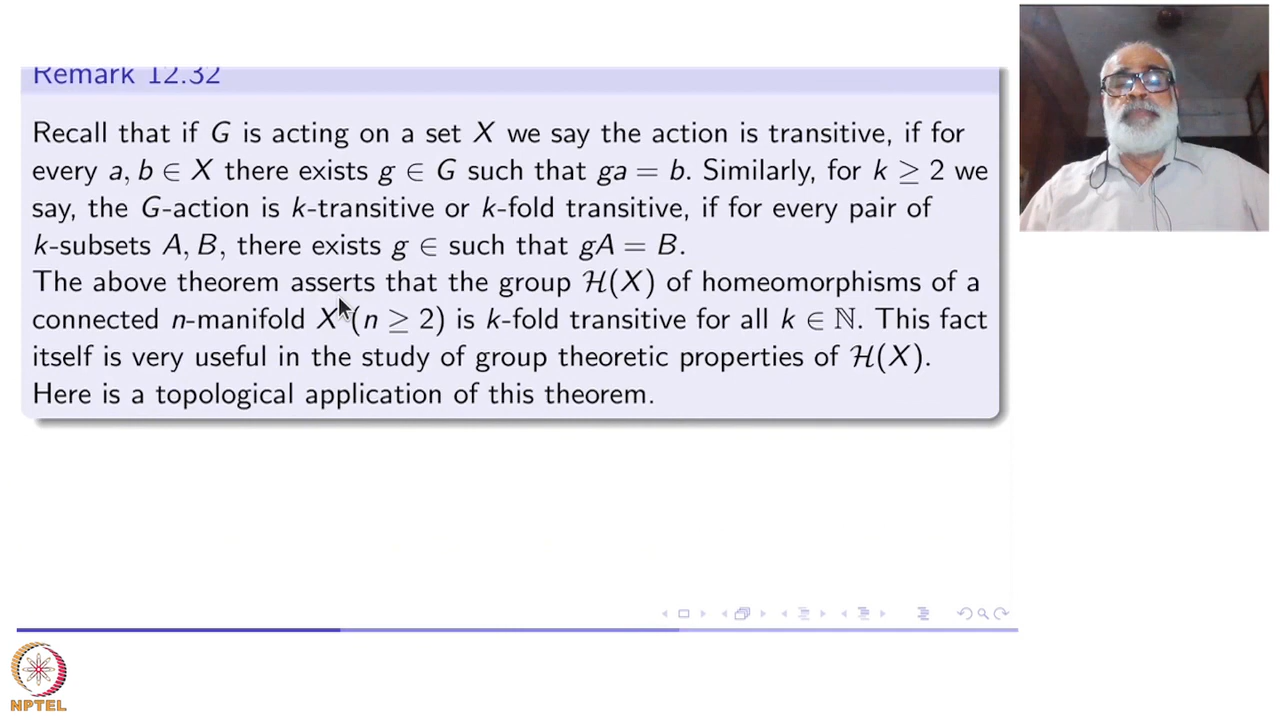 Remark 12.32
Recall that if G is acting on a set X we say the action is transitive, if for
every a, b ∈ X there exists g ∈ G such that ga = b. Similarly, for k ≥ 2 we
say, the G-action is k-transitive or k-fold transitive, if for every pair of
k-subsets A, B, there exists g ∈ such that gA = B.
The above theorem asserts that the group ℋ(X) of homeomorphisms of a
connected n-manifold X (n ≥ 2) is k-fold transitive for all k ∈ ℕ. This fact
itself is very useful in the study of group theoretic properties of ℋ(X).
Here is a topological application of this theorem.
NPTEL